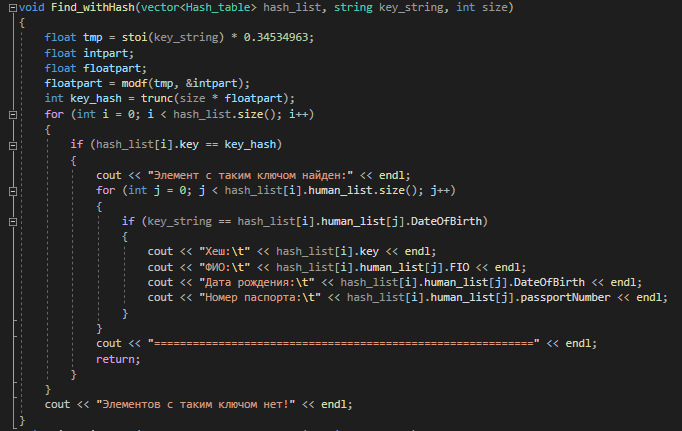 void Find_withHash(vector<Hash_table> hash_list, string key_string, int size)
{
    float tmp = stoi(key_string) * 0.34534963;
    float intpart;
    float floatpart;
    floatpart = modf(tmp, &intpart);
    int key_hash = trunc(size * floatpart);
    for (int i = 0; i < hash_list.size(); i++)
    {
        if (hash_list[i].key == key_hash)
        {
            cout << "Элемент с таким ключом найден:" << endl;
            for (int j = 0; j < hash_list[i].human_list.size(); j++)
            {
                if (key_string == hash_list[i].human_list[j].DateOfBirth)
                {
                    cout << "Хеш:\t" << hash_list[i].key << endl;
                    cout << "ФИО:\t" << hash_list[i].human_list[j].FIO << endl;
                    cout << "Дата рождения:\t" << hash_list[i].human_list[j].DateOfBirth << endl;
                    cout << "Номер паспорта:\t" << hash_list[i].human_list[j].passportNumber << endl;
                }
            }
            cout << "===========================================================" << endl;
            return;
        }
    }
    cout << "Элементов с таким ключом нет!" << endl;
}